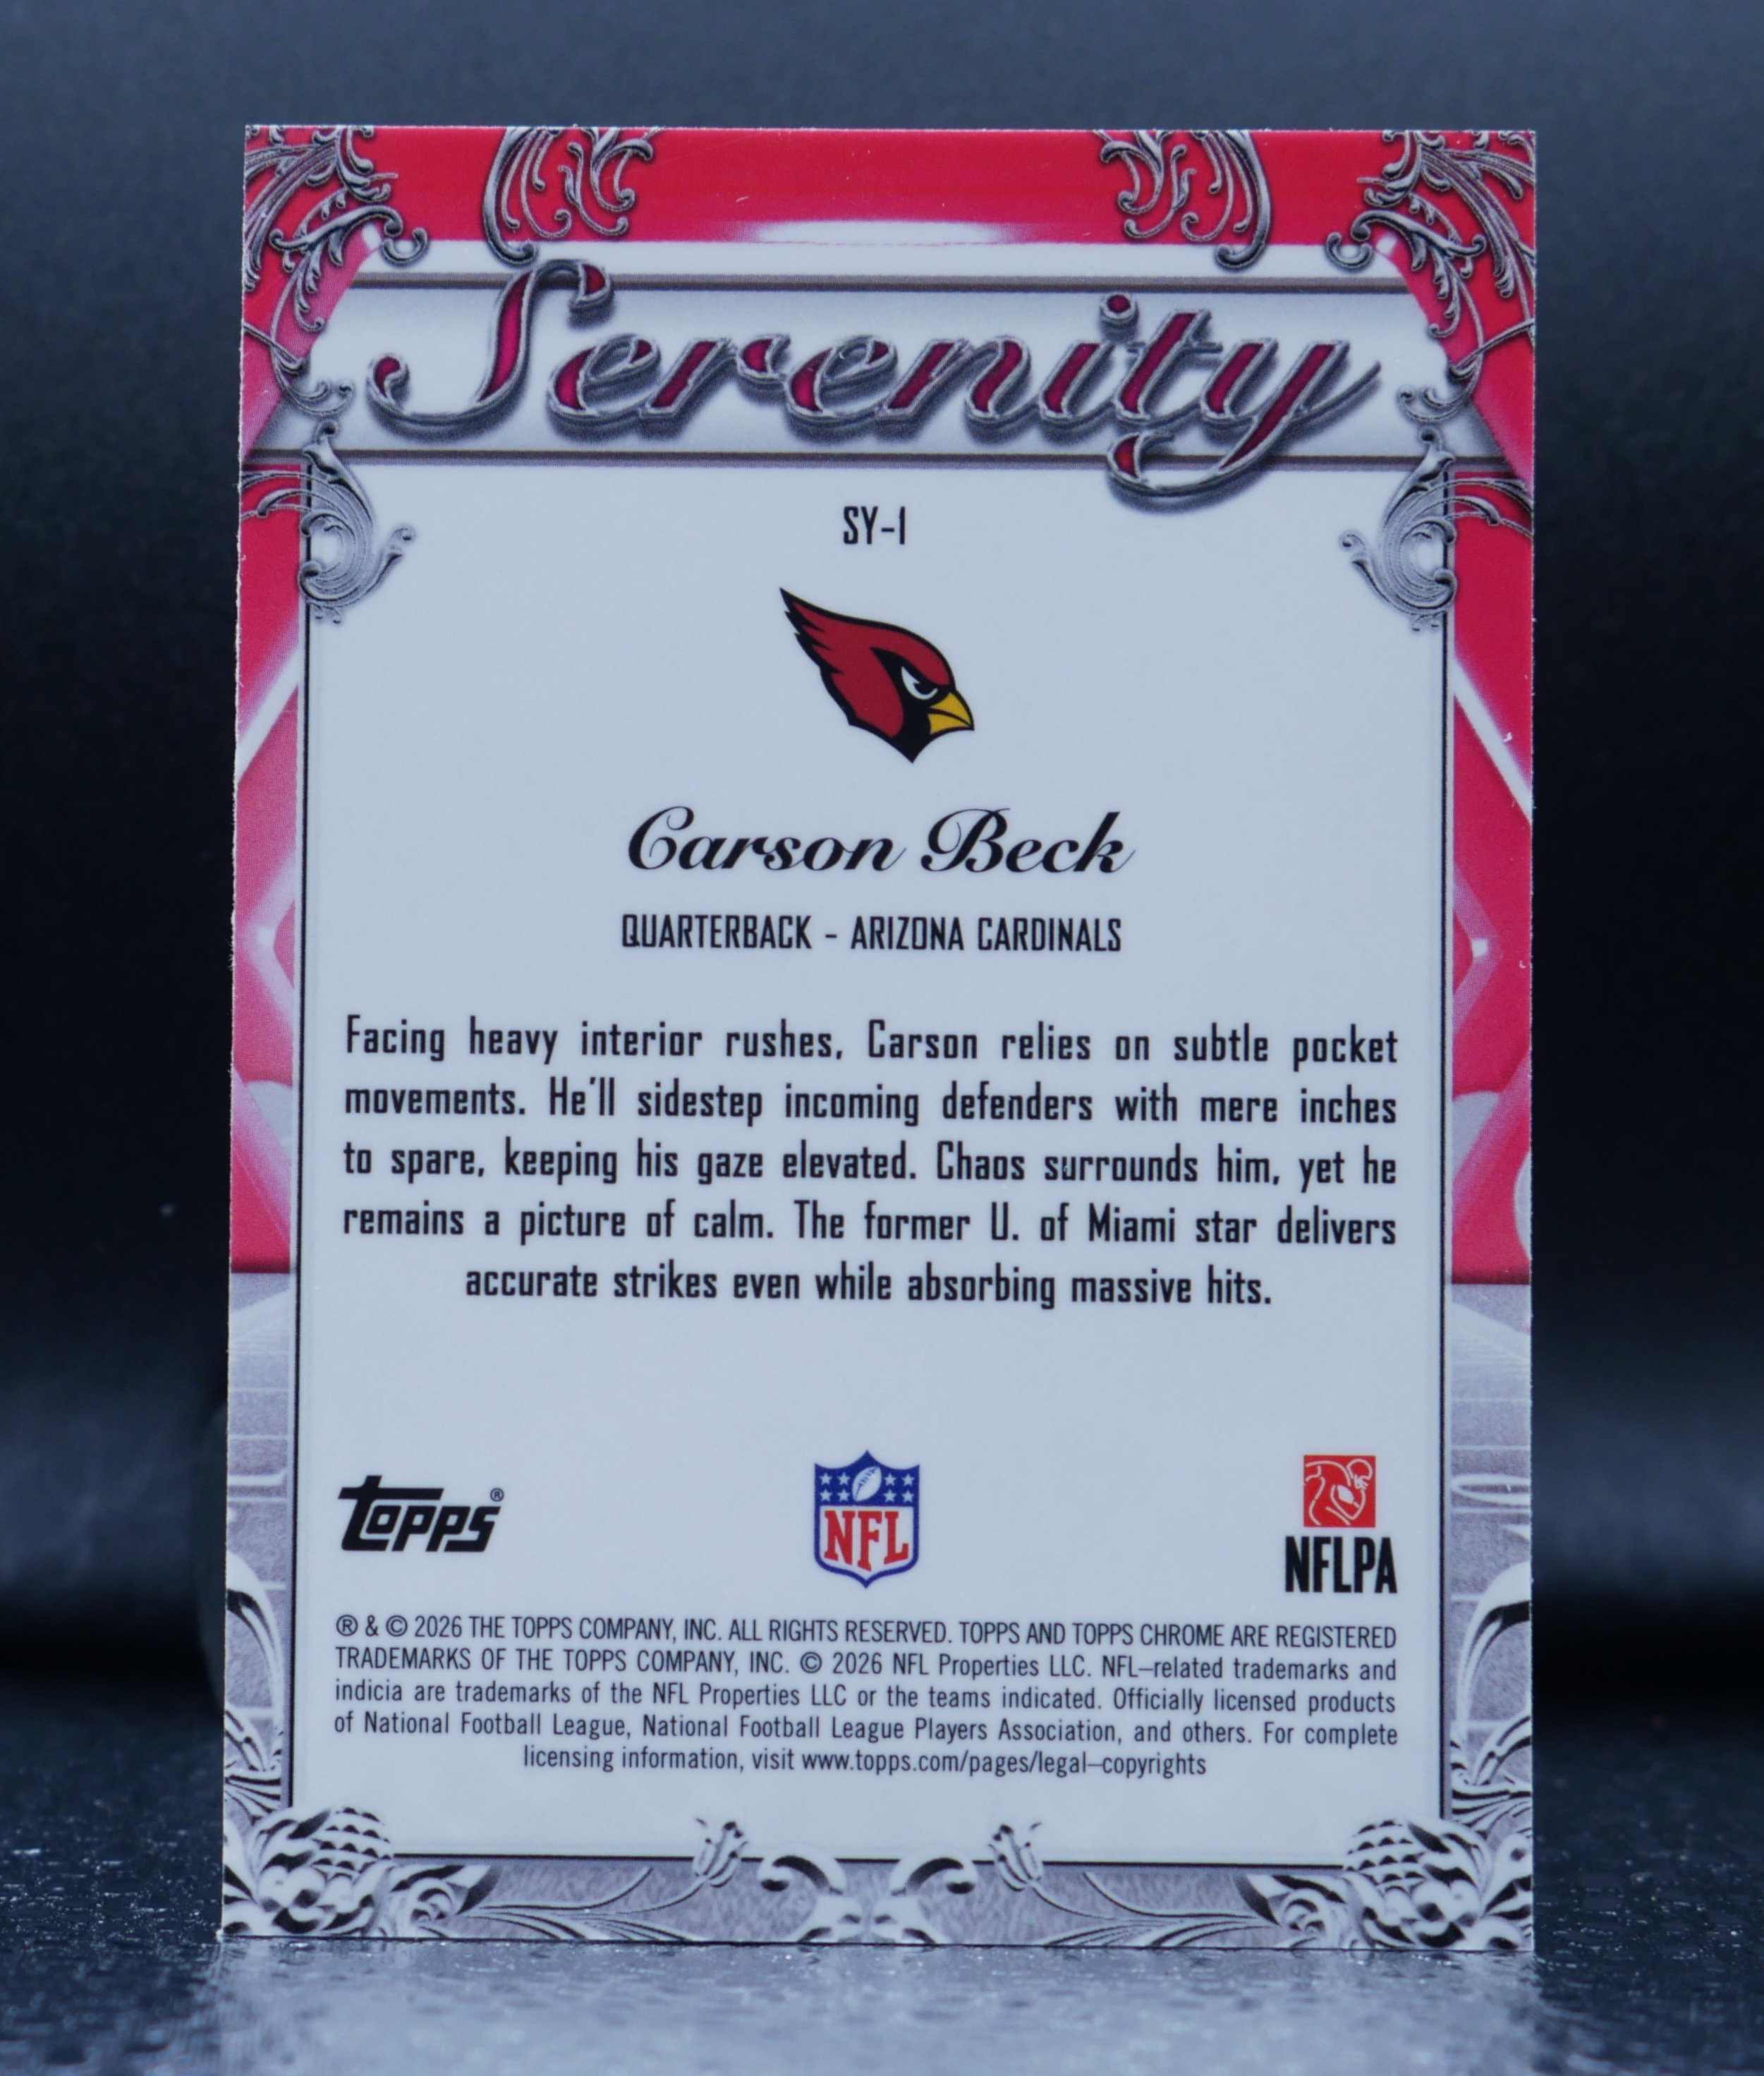 Serenity
SY-1
Carson Beck
QUARTERBACK - ARIZONA CARDINALS
Facing heavy interior rushes, Carson relies on subtle pocket
movements. He'll sidestep incoming defenders with mere inches
to spare, keeping his gaze elevated. Chaos surrounds him, yet he
remains a picture of calm. The former U. of Miami star delivers
accurate strikes even while absorbing massive hits.
Topps®
NFL
NFLPA
® & © 2026 THE TOPPS COMPANY, INC. ALL RIGHTS RESERVED. TOPPS AND TOPPS CHROME ARE REGISTERED
TRADEMARKS OF THE TOPPS COMPANY, INC. © 2026 NFL Properties LLC. NFL–related trademarks and
indicia are trademarks of the NFL Properties LLC or the teams indicated. Officially licensed products
of National Football League, National Football League Players Association, and others. For complete
licensing information, visit www.topps.com/pages/legal–copyrights